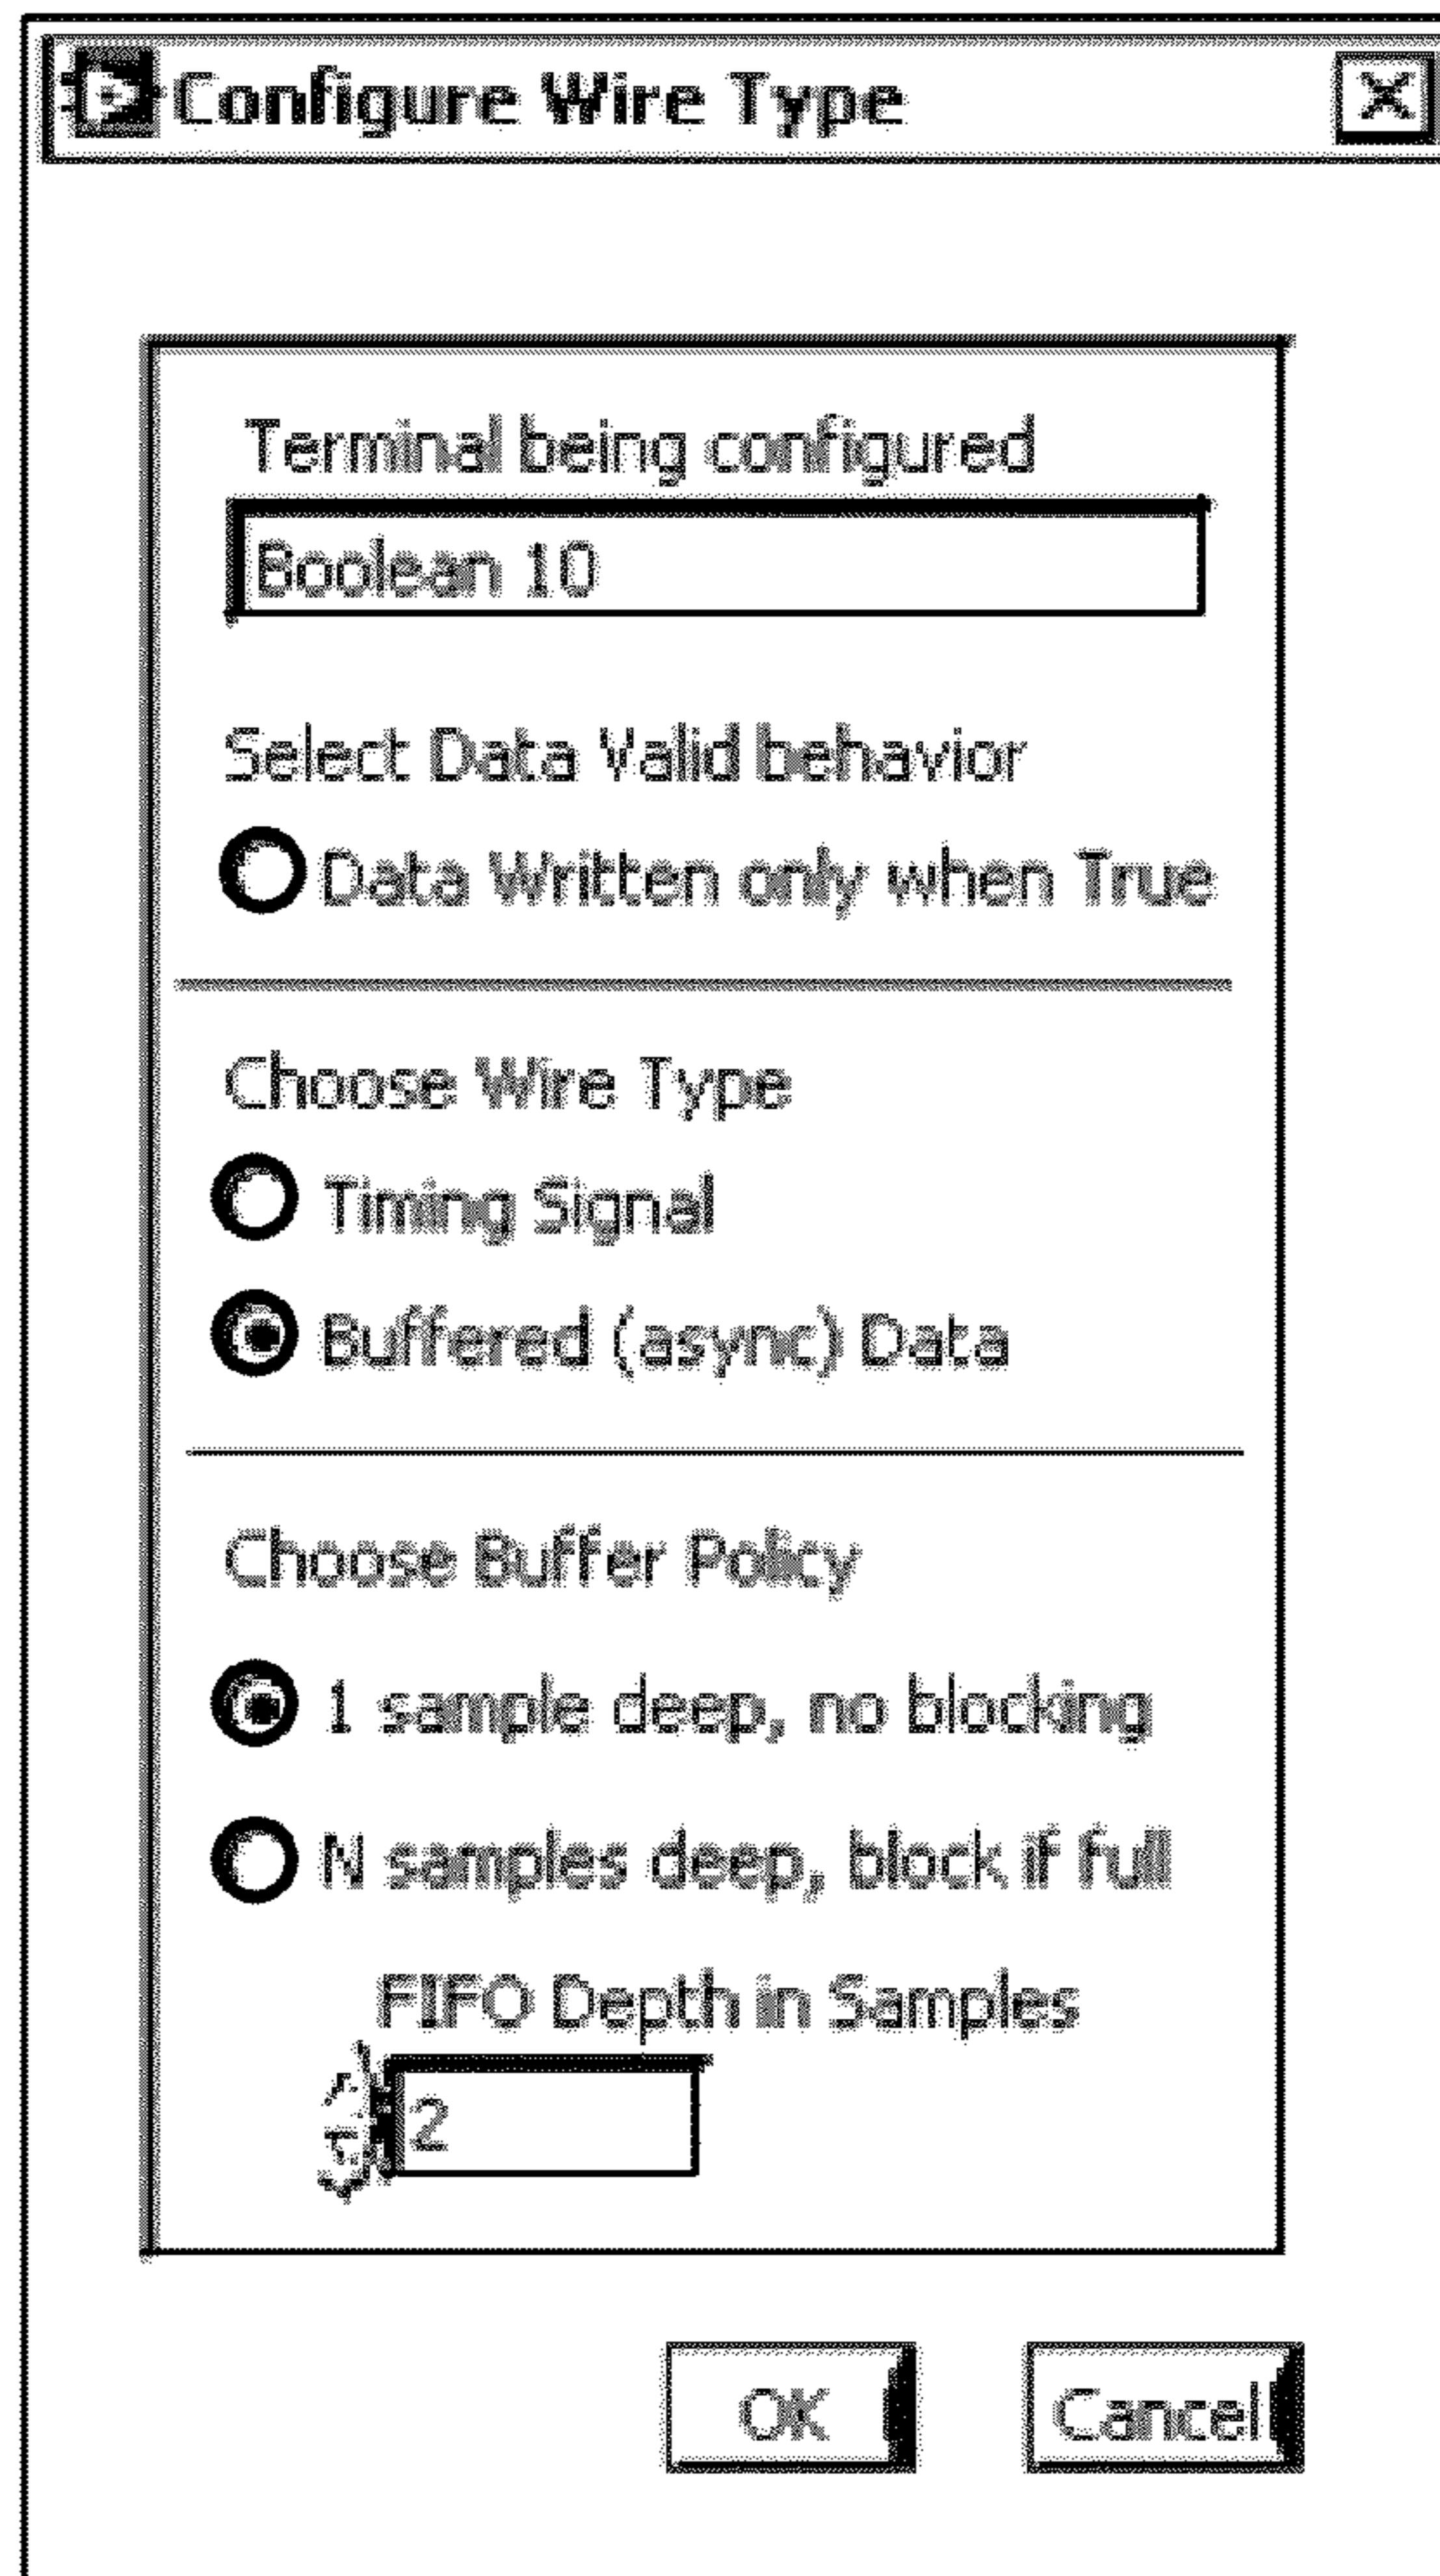 Configure Wire Type
Terminal being configured
Boolean 10
Select Data Valid behavior
Data Written only when True
Choose Wire Type
Timing Signal
Buffered (async) Data
Choose Buffer Policy
1 sample deep, no blocking
N samples deep, block if full
FIFO Depth in Samples
2
OK Cancel